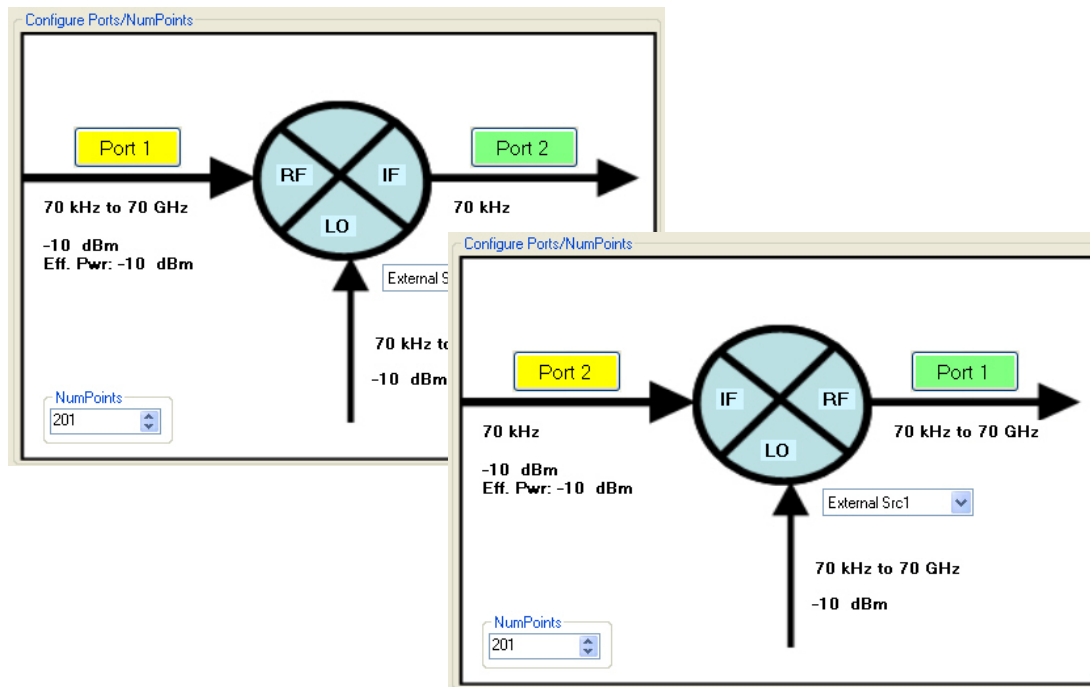 Configure Ports/NumPoints
Port 1
Port 2
RF
IF
LO
70 kHz to 70 GHz
70 kHz
-10 dBm
Eff. Pwr: -10 dBm
External S
70 kHz to
-10 dBm
NumPoints
201
Configure Ports/NumPoints
Port 2
Port 1
IF
RF
LO
70 kHz
70 kHz to 70 GHz
-10 dBm
Eff. Pwr: -10 dBm
External Src1
70 kHz to 70 GHz
-10 dBm
NumPoints
201